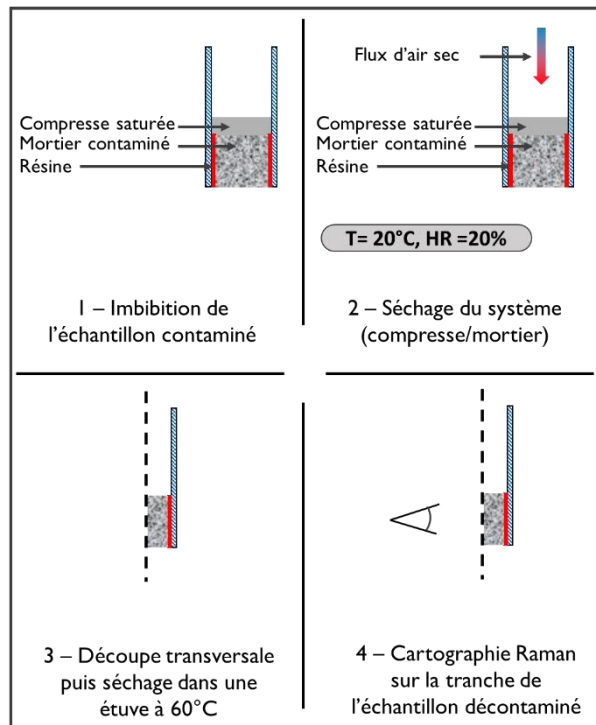 Compresse saturée
Mortier contaminé
Résine
1 – Imbibition de
l'échantillon contaminé
Flux d'air sec
Compresse saturée
Mortier contaminé
Résine
T= 20°C, HR =20%
2 – Séchage du système
(compresse/mortier)
3 – Découpe transversale
puis séchage dans une
étuve à 60°C
4 – Cartographie Raman
sur la tranche de
l'échantillon décontaminé